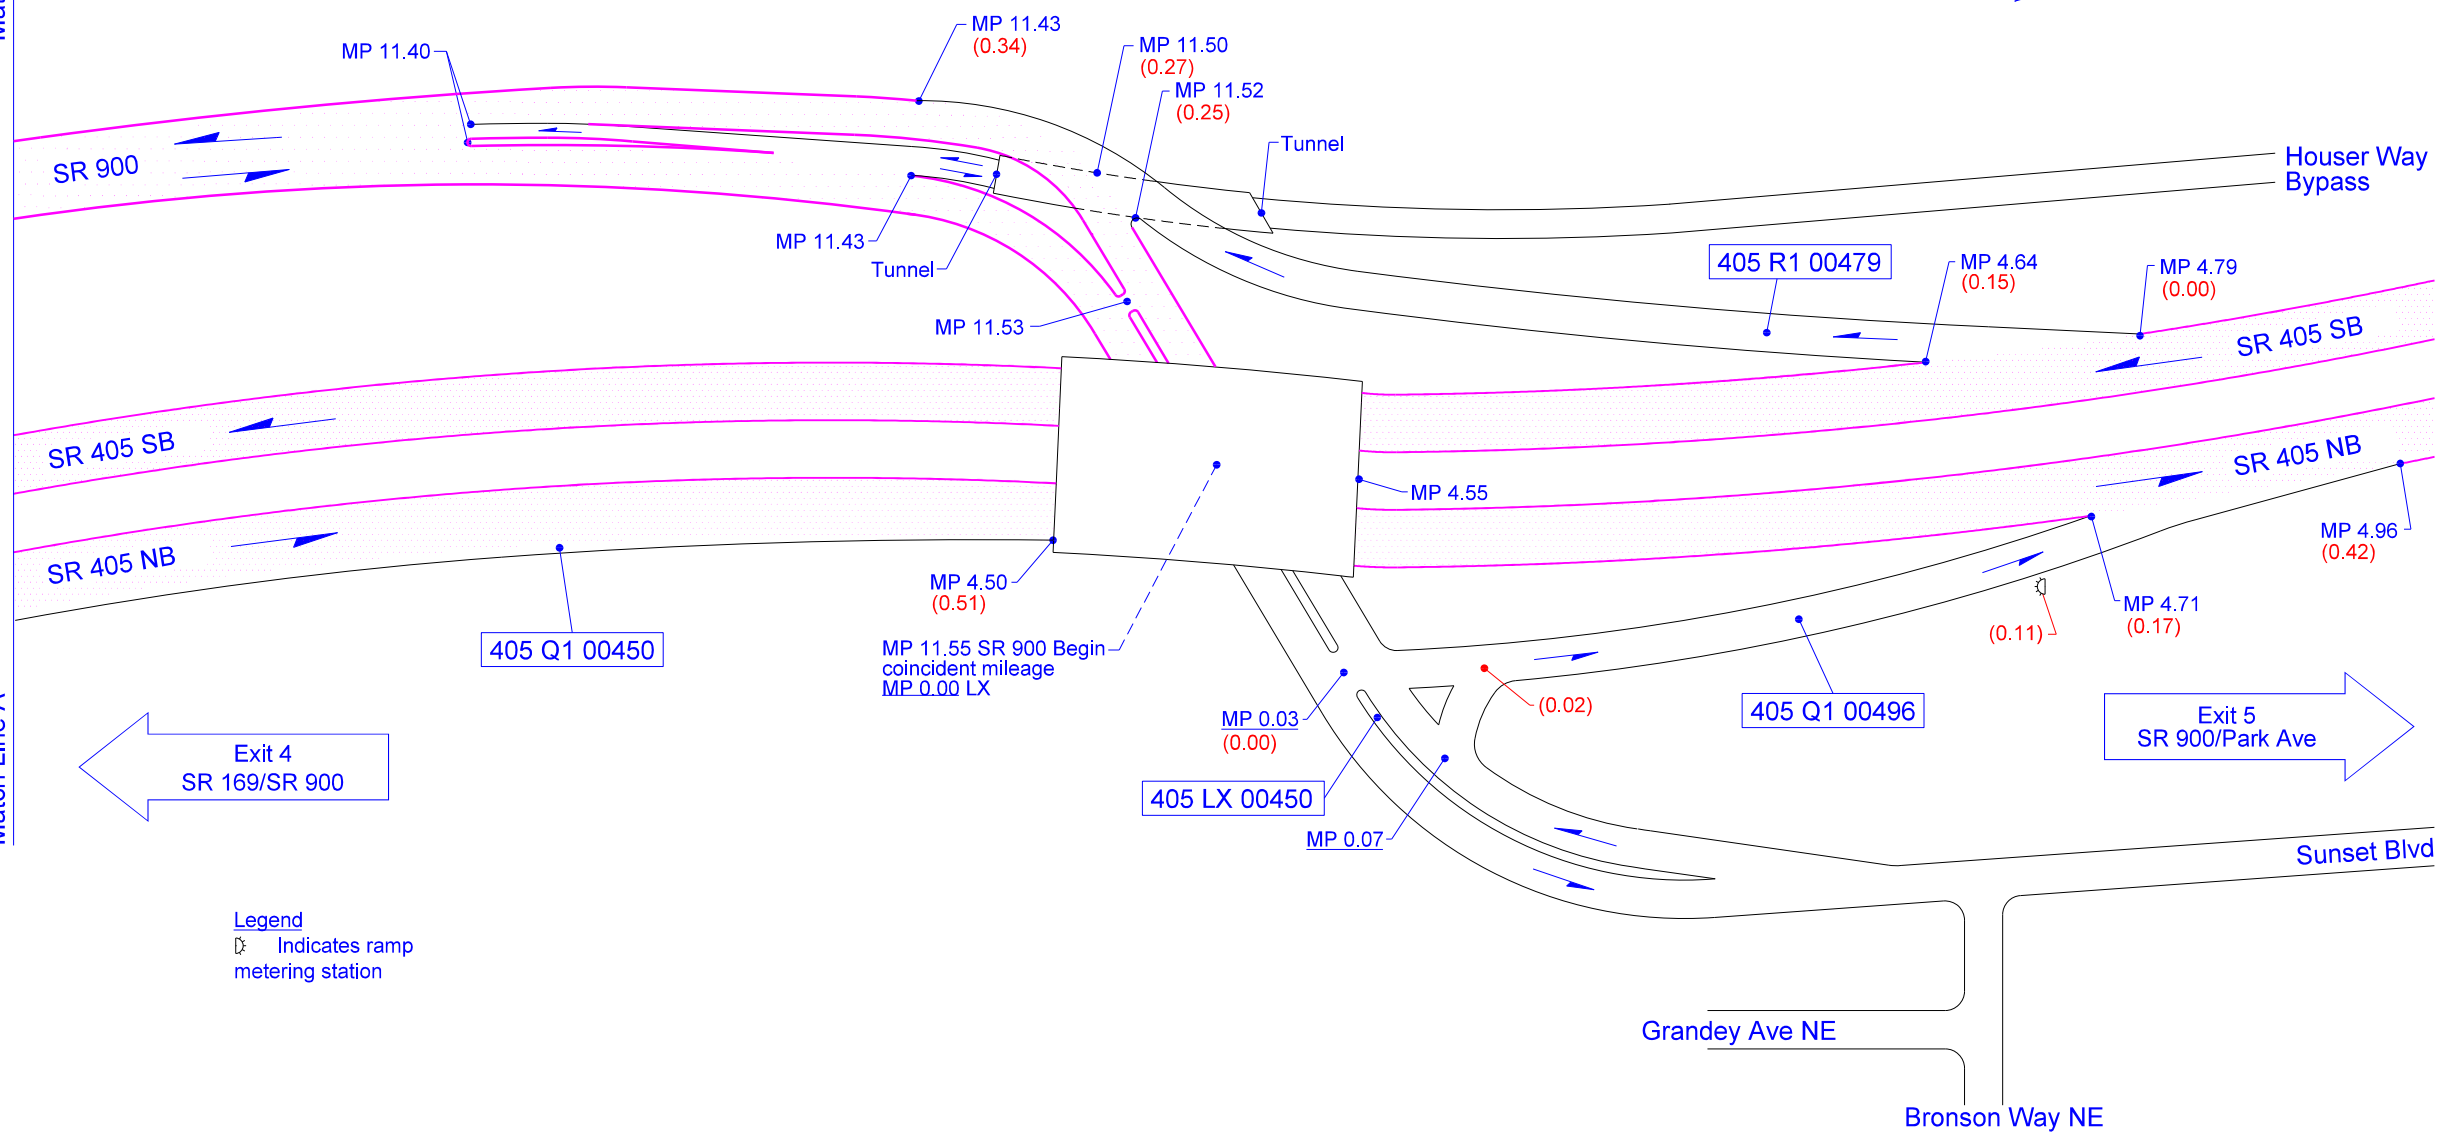 MP 11.43
(0.34)
MP 11.40
MP 11.50
(0.27)
MP 11.52
(0.25)
Tunnel
Houser Way
Bypass
SR 900
MP 11.43
Tunnel
405 R1 00479
MP 4.64
(0.15)
MP 4.79
(0.00)
MP 11.53
SR 405 SB
SR 405 SB
SR 405 NB
MP 4.55
MP 4.96
(0.42)
SR 405 NB
MP 4.50
(0.51)
MP 4.71
(0.17)
(0.11)
405 Q1 00450
MP 11.55 SR 900 Begin
coincident mileage
MP 0.00 LX
MP 0.03
(0.00)
(0.02)
405 Q1 00496
Exit 5
SR 900/Park Ave
Exit 4
SR 169/SR 900
405 LX 00450
MP 0.07
Sunset Blvd
Legend
Indicates ramp
metering station
Grandey Ave NE
Bronson Way NE